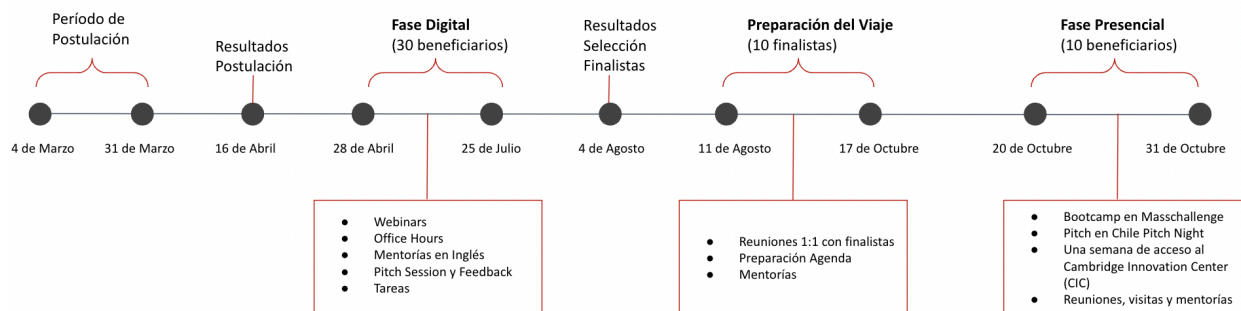 Período de
Postulación
Resultados
Postulación
Fase Digital
(30 beneficiarios)
Resultados
Selección
Finalistas
Preparación del Viaje
(10 finalistas)
Fase Presencial
(10 beneficiarios)
4 de Marzo
31 de Marzo
16 de Abril
28 de Abril
25 de Julio
4 de Agosto
11 de Agosto
17 de Octubre
20 de Octubre
31 de Octubre
● Webinars
● Office Hours
● Mentorías en Inglés
● Pitch Session y Feedback
● Tareas
● Reuniones 1:1 con finalistas
● Preparación Agenda
● Mentorías
● Bootcamp en Masschallenge
● Pitch en Chile Pitch Night
● Una semana de acceso al
Cambridge Innovation Center
(CIC)
● Reuniones, visitas y mentorías